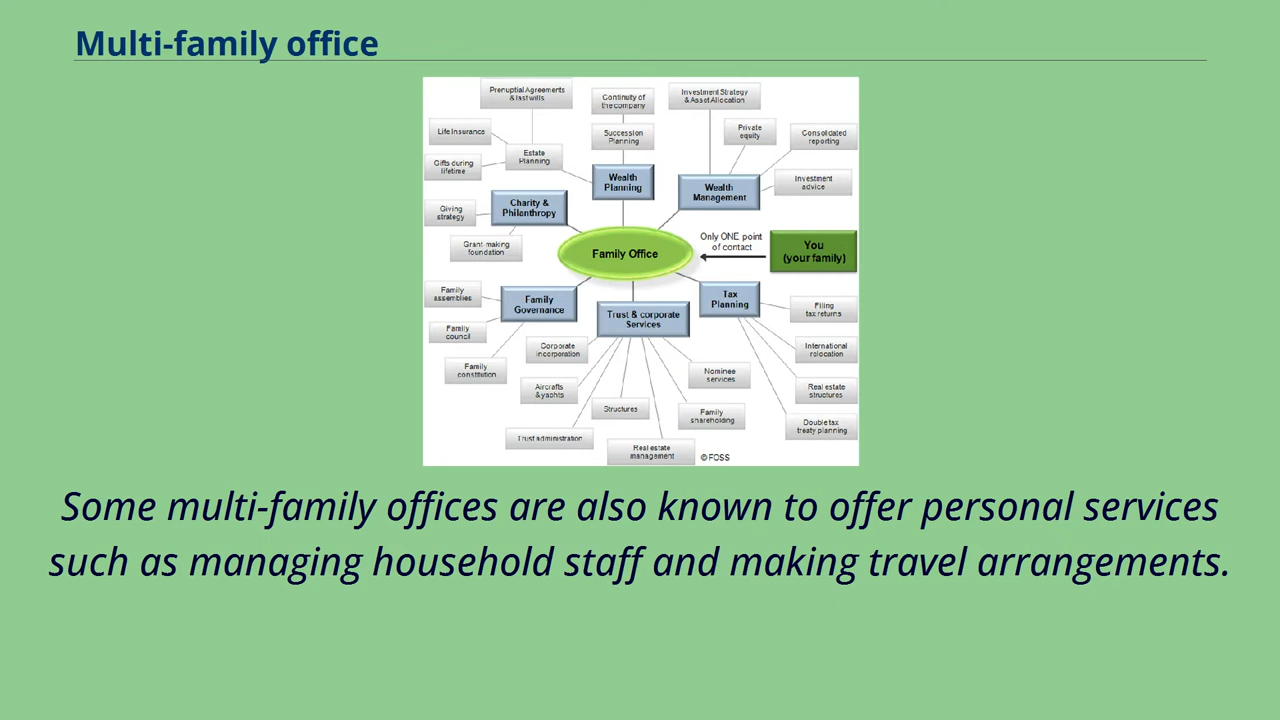 Multi-family office
Prenuptial Agreements
& last wills
Continuity of
the company
Investment Strategy
& Asset Allocation
Life Insurance
Succession
Planning
Private
equity
Consolidated
reporting
Estate
Planning
Gifts during
lifetime
Wealth
Planning
Wealth
Management
Investment
advice
Charity &
Philanthropy
Giving
strategy
Grant-making
foundation
Family Office
Only ONE point
of contact
You
(your family)
Family
assemblies
Family
Governance
Family
council
Family
constitution
Trust & corporate
Services
Tax
Planning
Filing
tax returns
Corporate
incorporation
International
rolocation
Aircrafts
& yachts
Nominee
services
Real estate
structures
Structures
Family
shareholding
Double tax
treaty planning
Trust administration
Real estate
management
© FOSS
Some multi-family offices are also known to offer personal services
such as managing household staff and making travel arrangements.